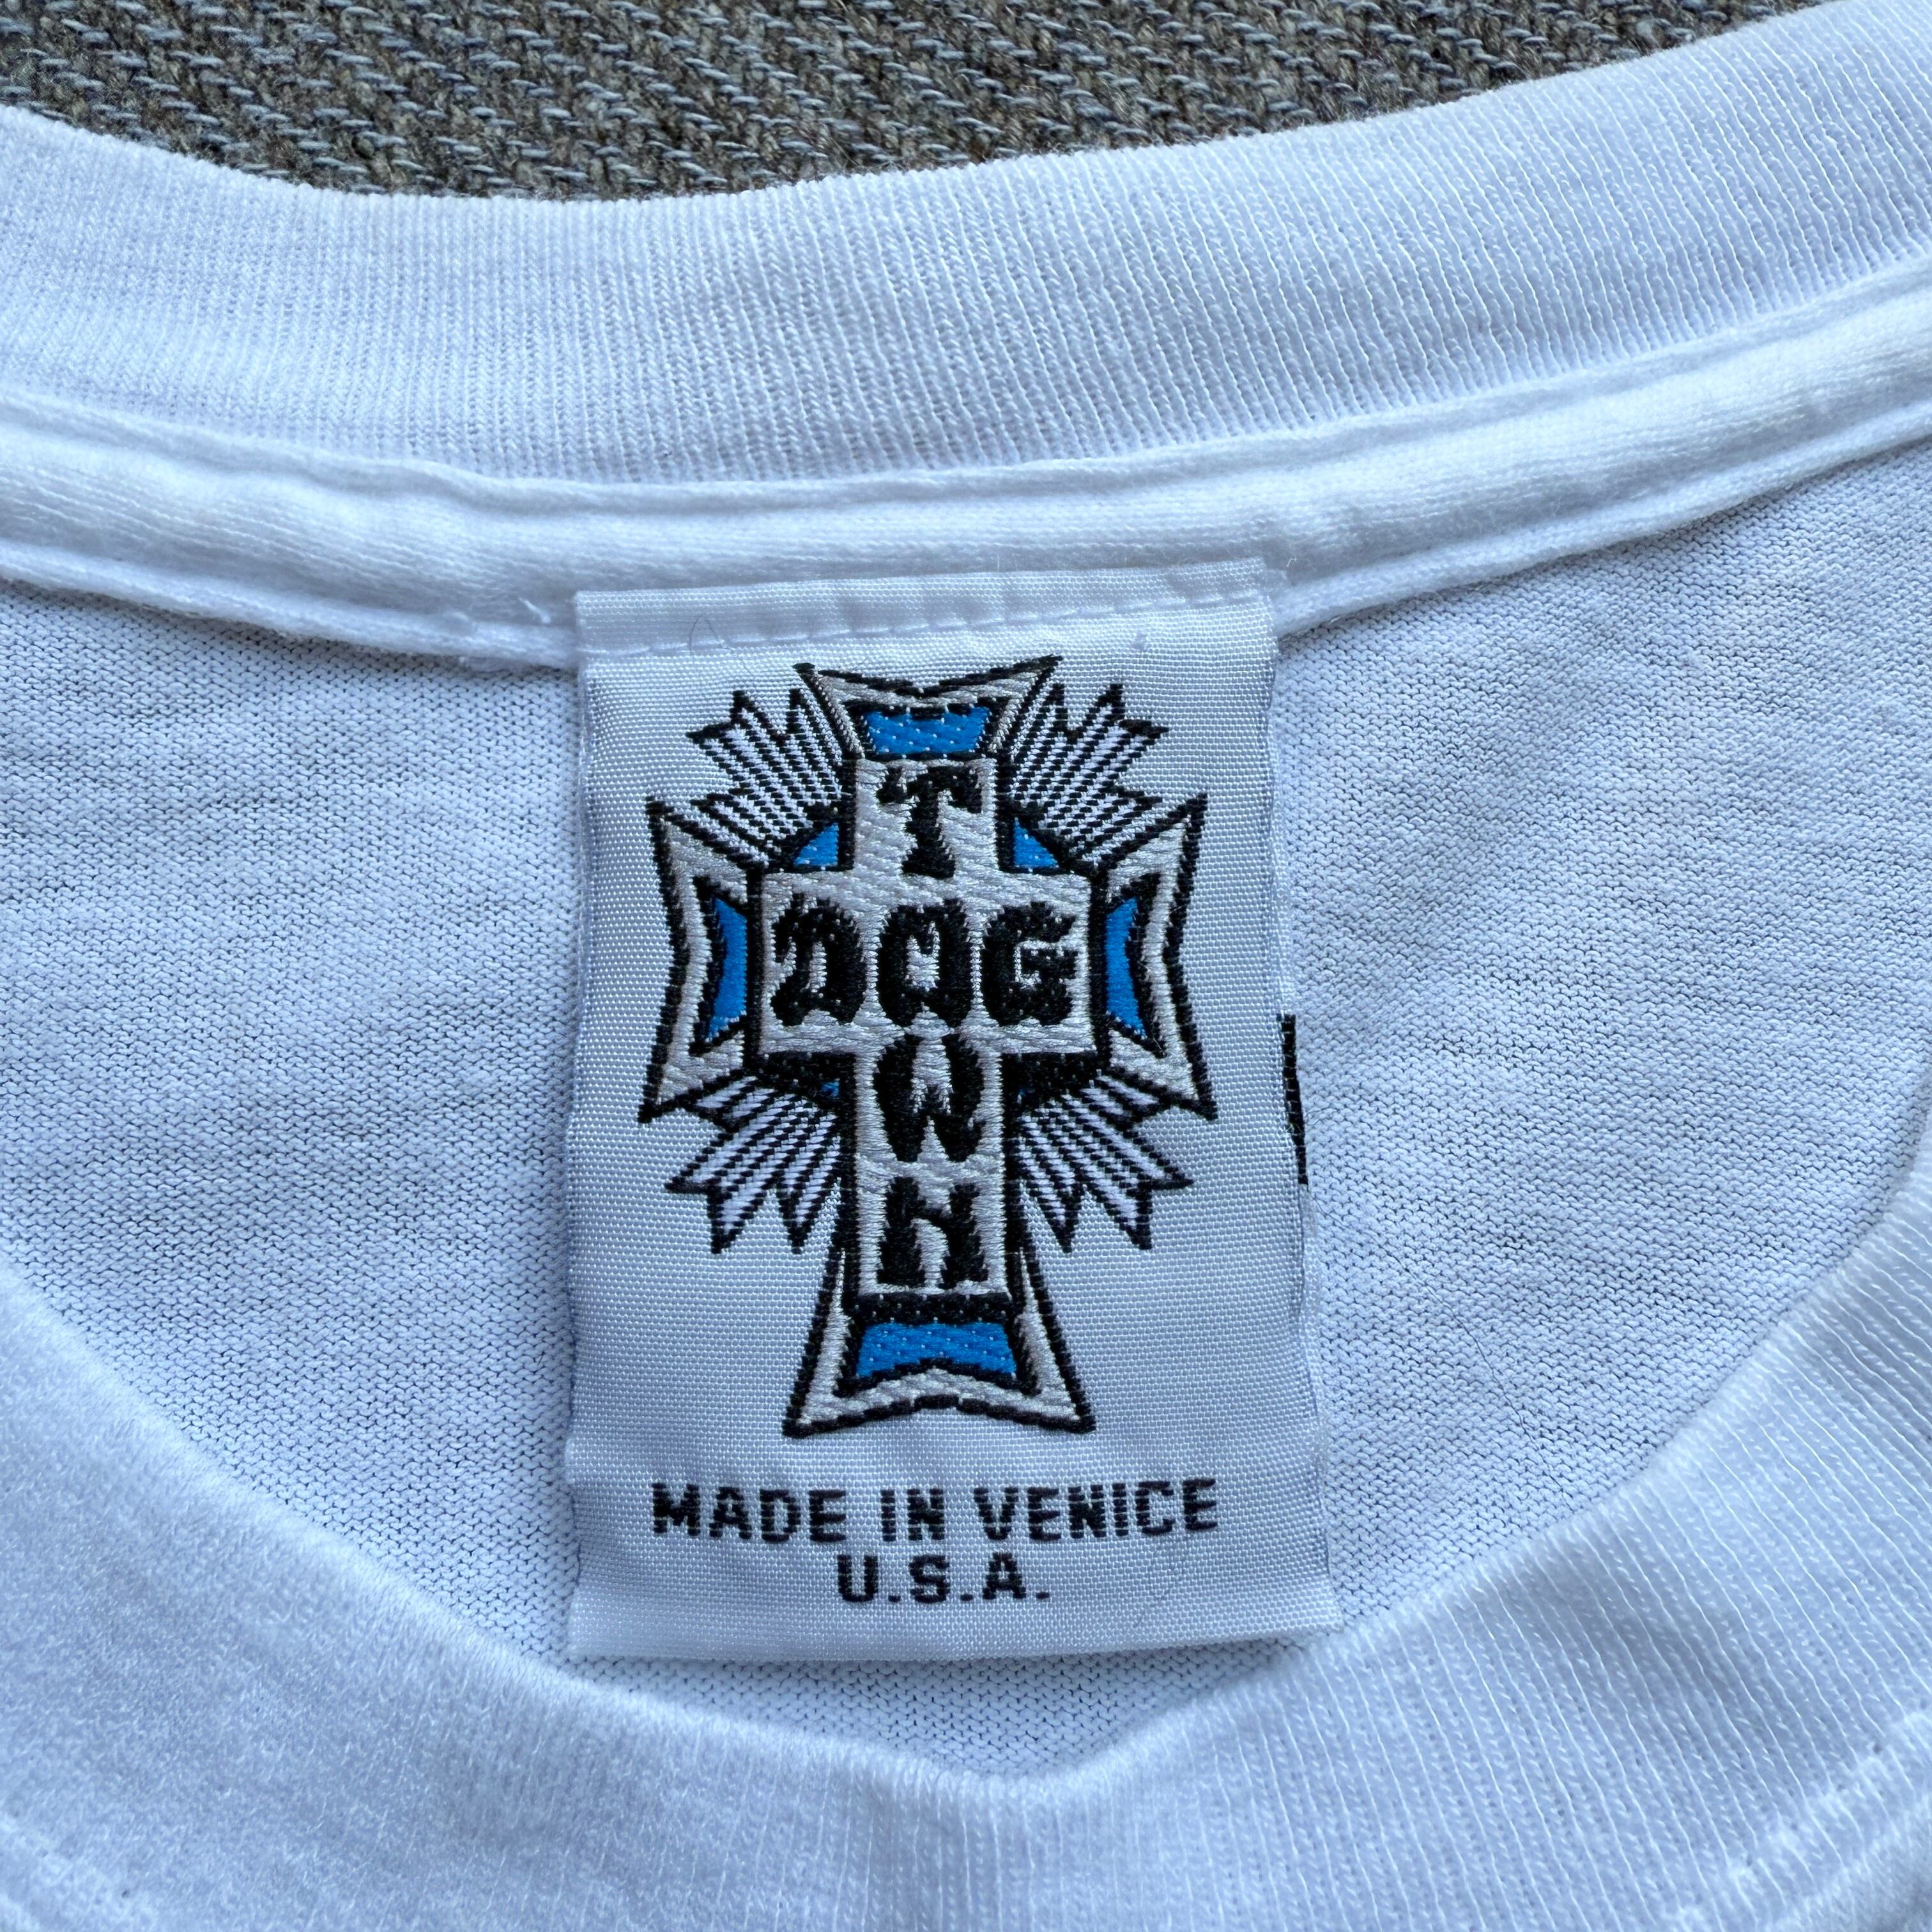 DOG
TOWN
MADE IN VENICE
U.S.A.